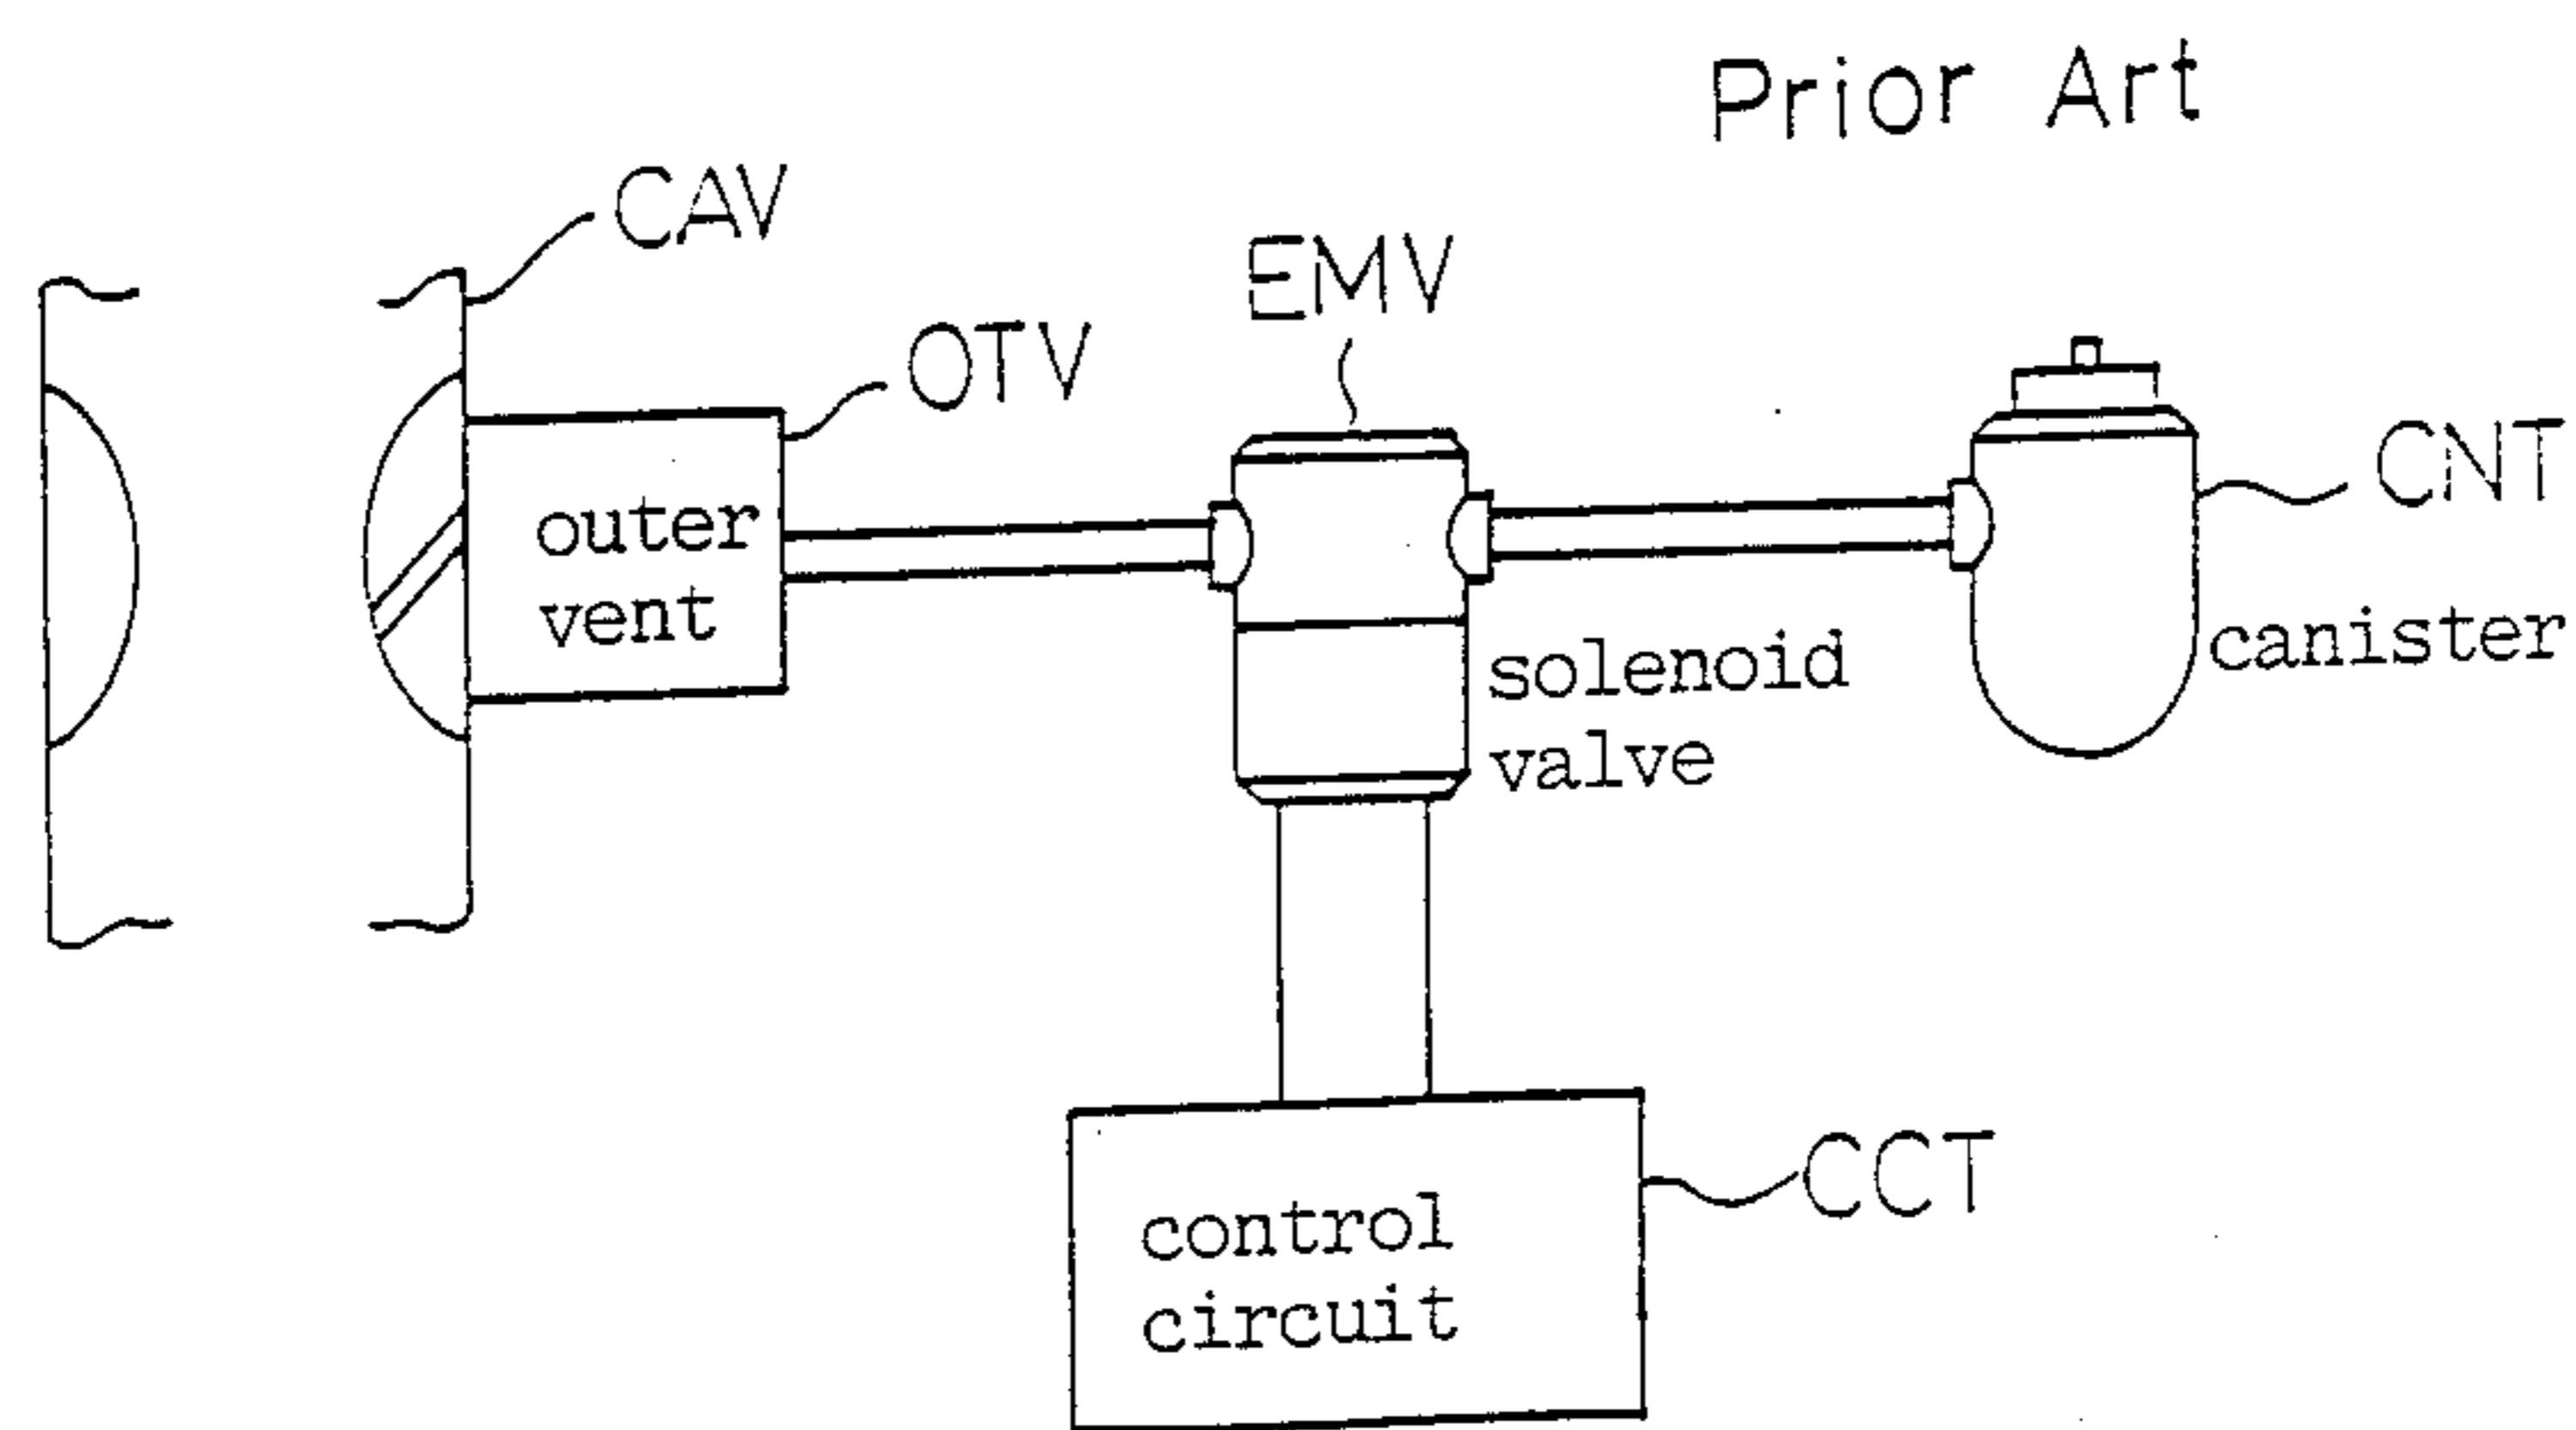 Prior Art
CAV
OTV
EMV
CNT
outer
vent
solenoid
valve
canister
control
circuit
CCT